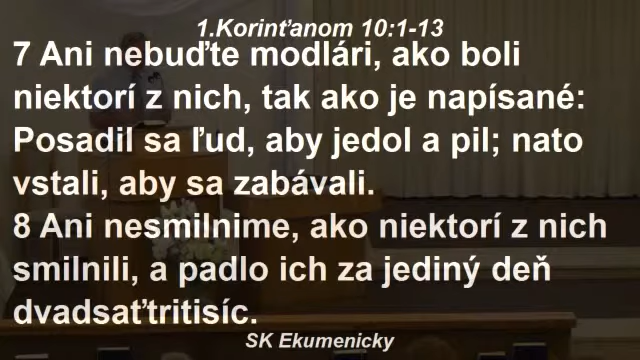 1.Korinťanom 10:1-13
7 Ani nebuďte modlári, ako boli
niektorí z nich, tak ako je napísané:
Posadil sa ľud, aby jedol a pil; nato
vstali, aby sa zabávali.
8 Ani nesmilnime, ako niektorí z nich
smilnili, a padlo ich za jediný deň
dvadsaťtritisíc.
SK Ekumenicky